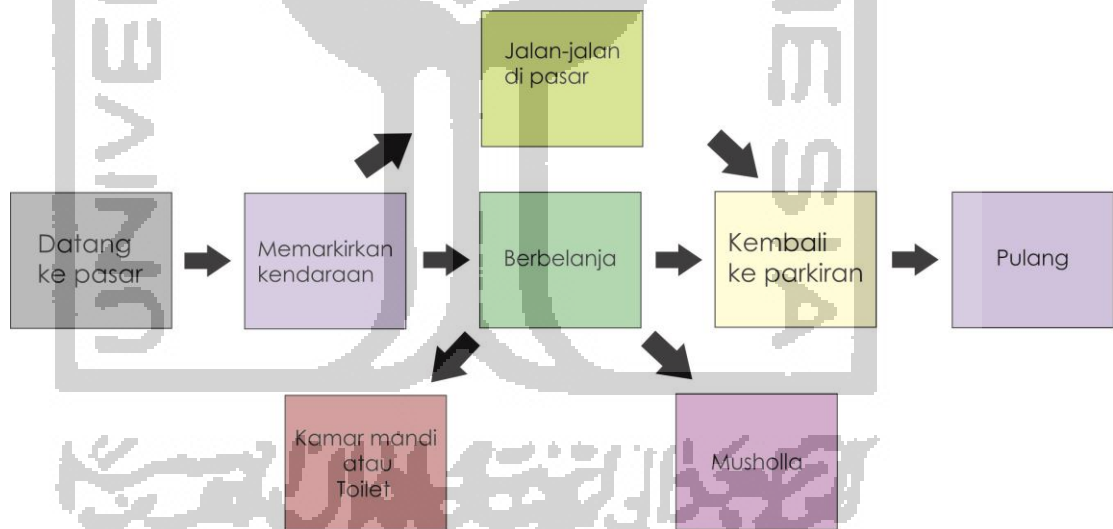 Jalan-jalan
di pasar
Datang
ke pasar
Memarkirkan
kendaraan
Berbelanja
Kembali
ke parkiran
Pulang
Kamar mandi
atau
Toilet
Musholla